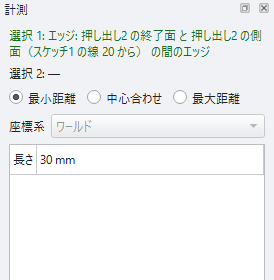 計測
選択 1: エッジ: 押し出し2 の終了面 と 押し出し2 の側
面（スケッチ1 の線 20 から） の間のエッジ
選択 2: —
最小距離 中心合わせ 最大距離
座標系 ワールド
長さ 30 mm